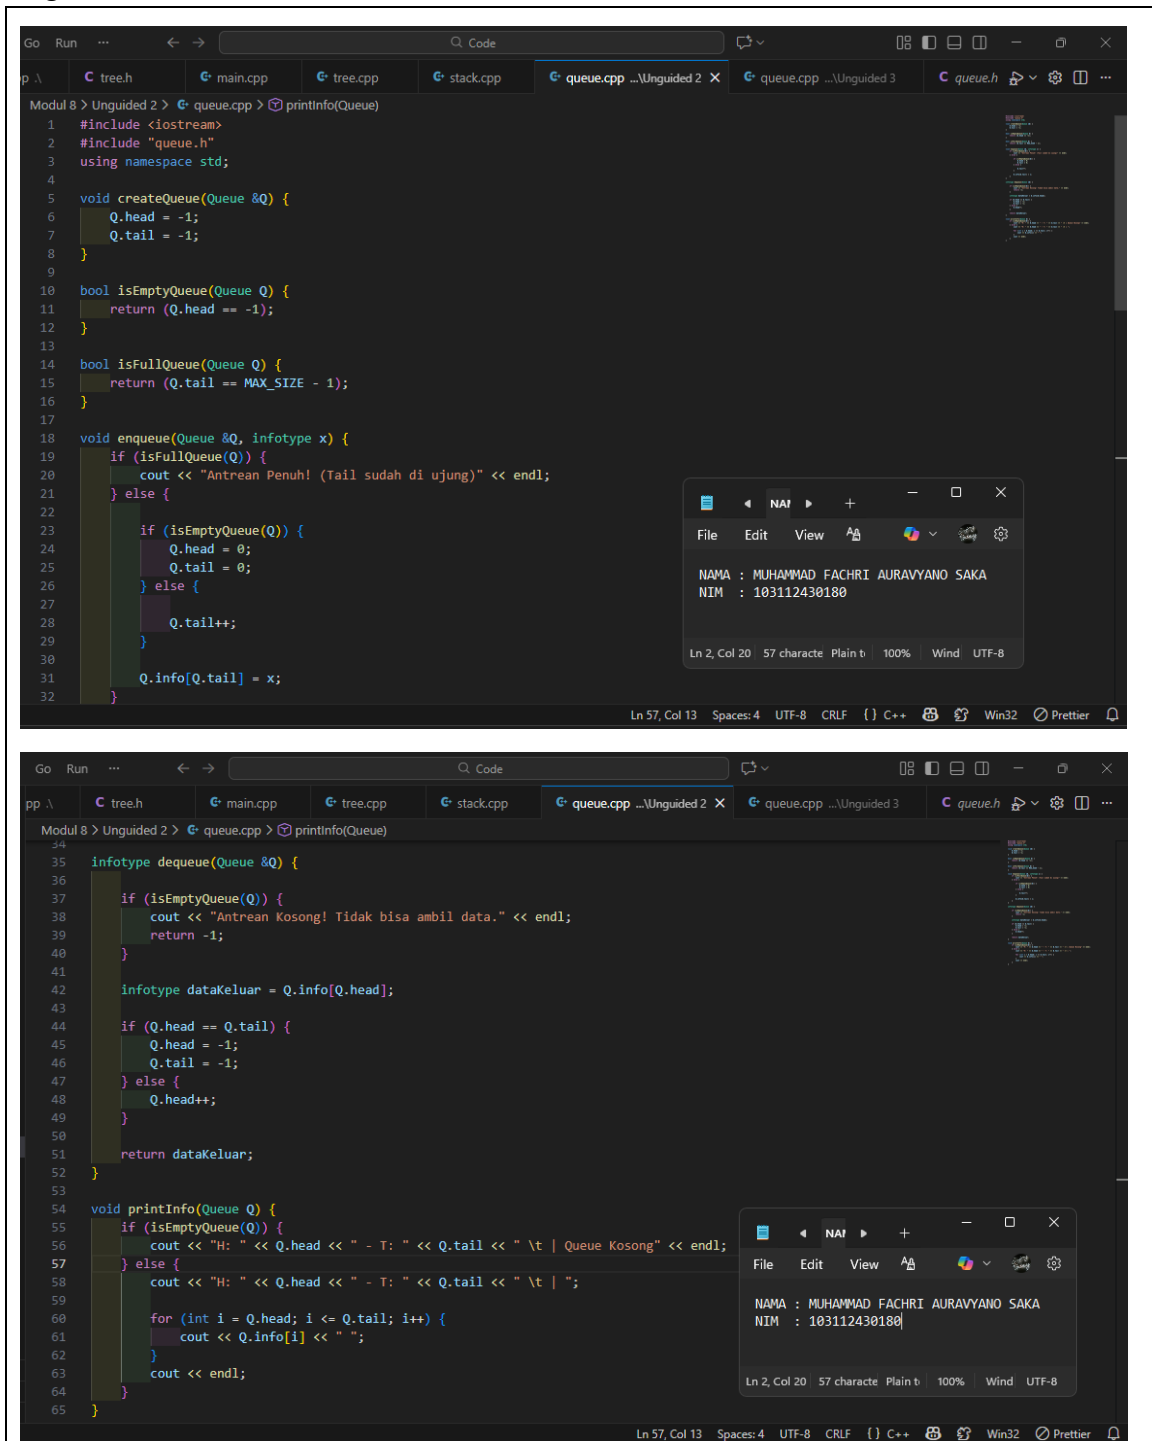 Go Run ··· Code
pp .\ tree.h main.cpp tree.cpp stack.cpp queue.cpp ...\Unguided 2 queue.cpp ...\Unguided 3 queue.h
Modul 8 > Unguided 2 > queue.cpp > printInfo(Queue)
1 #include <iostream>
2 #include "queue.h"
3 using namespace std;
4
5 void createQueue(Queue &Q) {
6 Q.head = -1;
7 Q.tail = -1;
8 }
9
10 bool isEmptyQueue(Queue Q) {
11 return (Q.head == -1);
12 }
13
14 bool isFullQueue(Queue Q) {
15 return (Q.tail == MAX_SIZE - 1);
16 }
17
18 void enqueue(Queue &Q, infotype x) {
19 if (isFullQueue(Q)) {
20 cout << "Antrean Penuh! (Tail sudah di ujung)" << endl;
21 } else {
22
23 if (isEmptyQueue(Q)) {
24 Q.head = 0;
25 Q.tail = 0;
26 } else {
27
28 Q.tail++;
29 }
30
31 Q.info[Q.tail] = x;
32 }
NAM
File Edit View
NAMA : MUHAMMAD FACHRI AURAVYANO SAKA
NIM : 103112430180
Ln 2, Col 20 57 characte Plain t 100% Wind UTF-8
Ln 57, Col 13 Spaces: 4 UTF-8 CRLF {} C++ Win32 Prettier
Go Run ··· Code
pp .\ tree.h main.cpp tree.cpp stack.cpp queue.cpp ...\Unguided 2 queue.cpp ...\Unguided 3 queue.h
Modul 8 > Unguided 2 > queue.cpp > printInfo(Queue)
34
35 infotype dequeue(Queue &Q) {
36
37 if (isEmptyQueue(Q)) {
38 cout << "Antrean Kosong! Tidak bisa ambil data." << endl;
39 return -1;
40 }
41
42 infotype dataKeluar = Q.info[Q.head];
43
44 if (Q.head == Q.tail) {
45 Q.head = -1;
46 Q.tail = -1;
47 } else {
48 Q.head++;
49 }
50
51 return dataKeluar;
52 }
53
54 void printInfo(Queue Q) {
55 if (isEmptyQueue(Q)) {
56 cout << "H: " << Q.head << " - T: " << Q.tail << " \t | Queue Kosong" << endl;
57 } else {
58 cout << "H: " << Q.head << " - T: " << Q.tail << " \t | ";
59
60 for (int i = Q.head; i <= Q.tail; i++) {
61 cout << Q.info[i] << " ";
62 }
63 cout << endl;
64 }
65 }
NAM
File Edit View
NAMA : MUHAMMAD FACHRI AURAVYANO SAKA
NIM : 103112430180
Ln 2, Col 20 57 characte Plain t 100% Wind UTF-8
Ln 57, Col 13 Spaces: 4 UTF-8 CRLF {} C++ Win32 Prettier